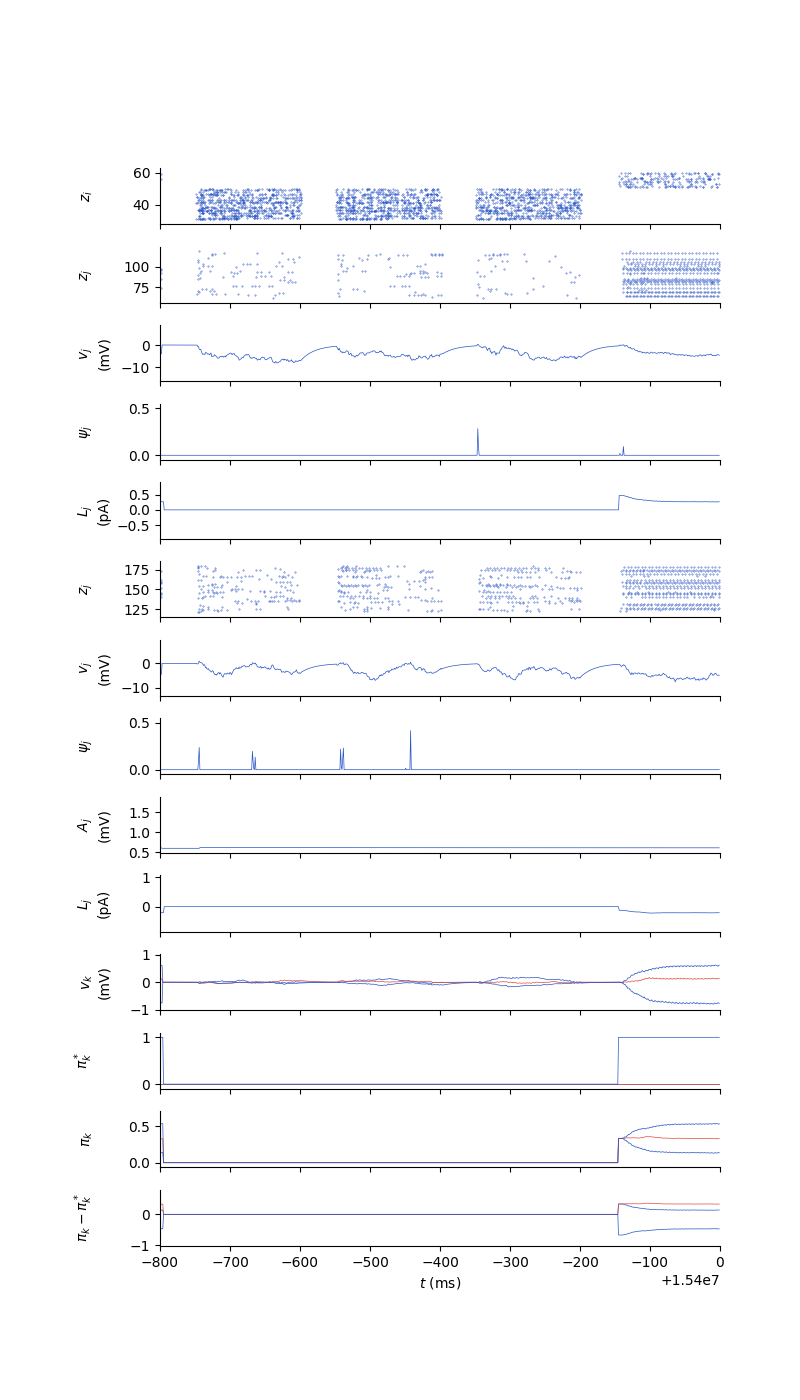 z_i
60
40
z_j
100
75
v_j
(mV)
0
−10
ψ_j
0.5
0.0
L_j
(pA)
0.5
0.0
−0.5
z_j
175
150
125
v_j
(mV)
0
−10
ψ_j
0.5
0.0
A_j
(mV)
1.5
1.0
0.5
L_j
(pA)
1
0
v_k
(mV)
1
0
−1
π_k^*
1
0
π_k
0.5
0.0
π_k − π_k^*
0
−1
−800 −700 −600 −500 −400 −300 −200 −100 0
t (ms)
+1.54e7